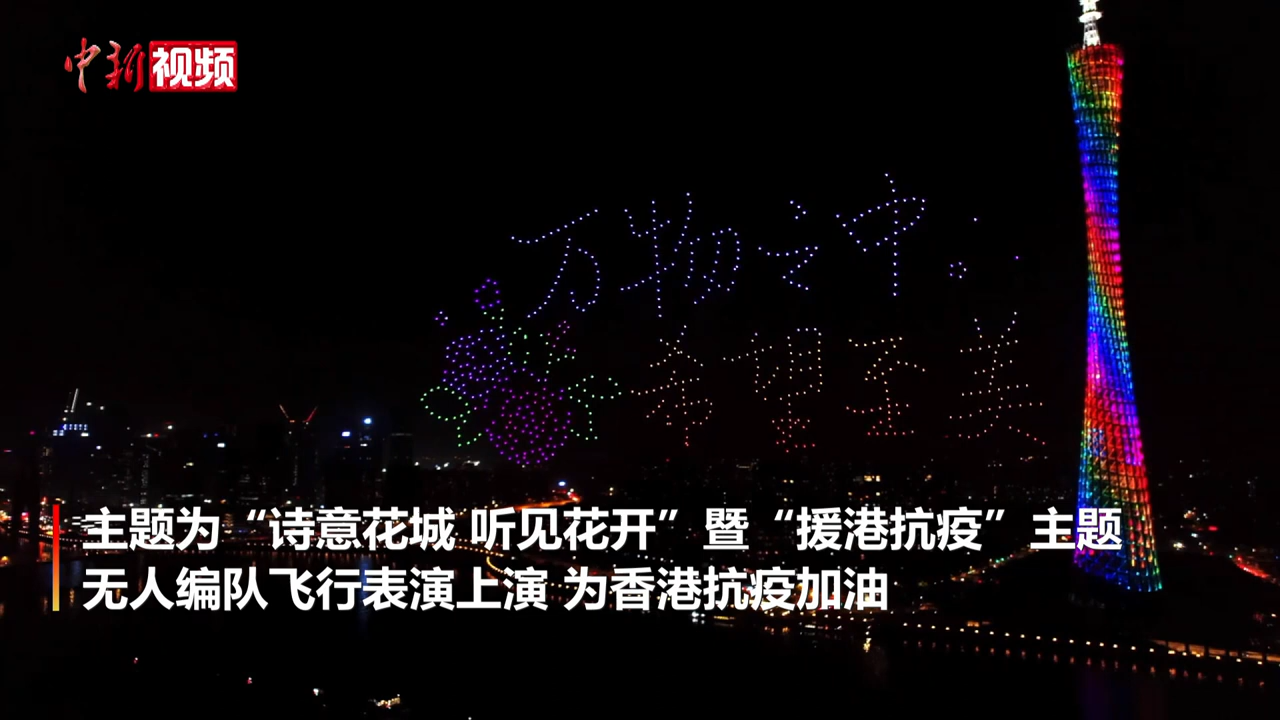 中新视频
万物之中
希望至美
主题为“诗意花城 听见花开”暨“援港抗疫”主题
无人编队飞行表演上演 为香港抗疫加油